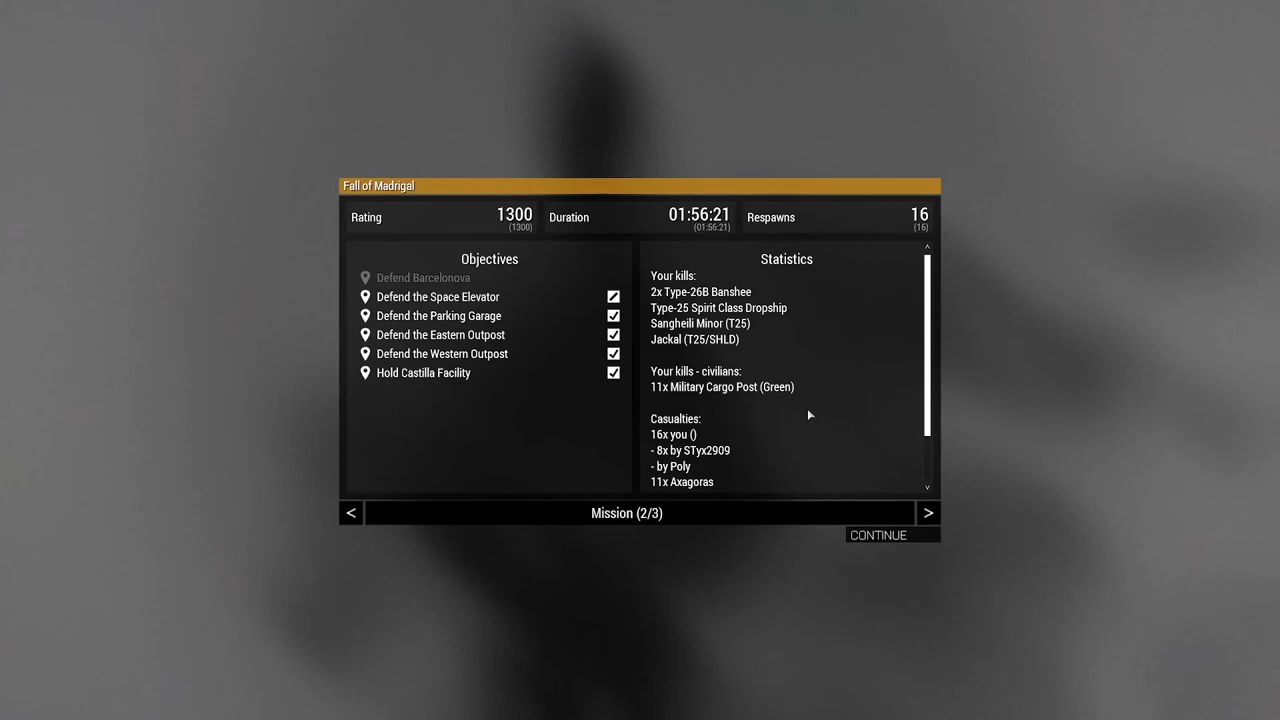 Fall of Madrigal
Rating 1300 (1300) Duration 01:56:21 (01:56:21) Respawns 16 (16)
Objectives
Defend Barcelonova
Defend the Space Elevator
Defend the Parking Garage
Defend the Eastern Outpost
Defend the Western Outpost
Hold Castilla Facility
Statistics
Your kills:
2x Type-26B Banshee
Type-25 Spirit Class Dropship
Sangheili Minor (T25)
Jackal (T25/SHLD)
Your kills - civilians:
11x Military Cargo Post (Green)
Casualties:
16x you ()
- 8x by STyx2909
- by Poly
11x Axagoras
< Mission (2/3) >
CONTINUE